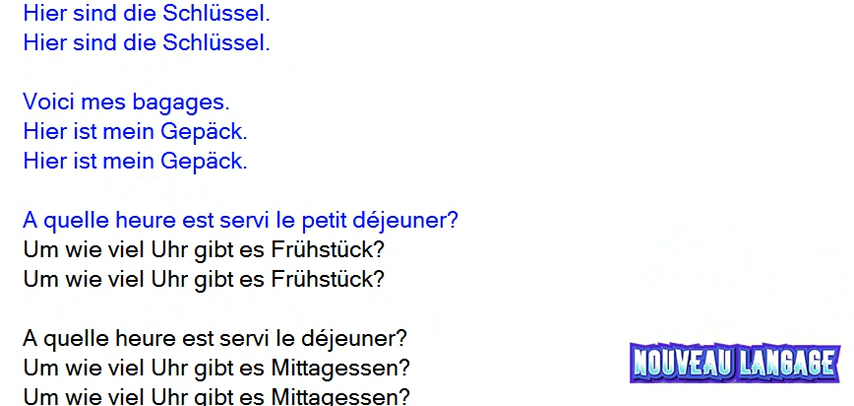 Hier sind die Schlüssel.
Hier sind die Schlüssel.
Voici mes bagages.
Hier ist mein Gepäck.
Hier ist mein Gepäck.
A quelle heure est servi le petit déjeuner?
Um wie viel Uhr gibt es Frühstück?
Um wie viel Uhr gibt es Frühstück?
A quelle heure est servi le déjeuner?
Um wie viel Uhr gibt es Mittagessen?
Um wie viel Uhr gibt es Mittagessen?
NOUVEAU LANGAGE